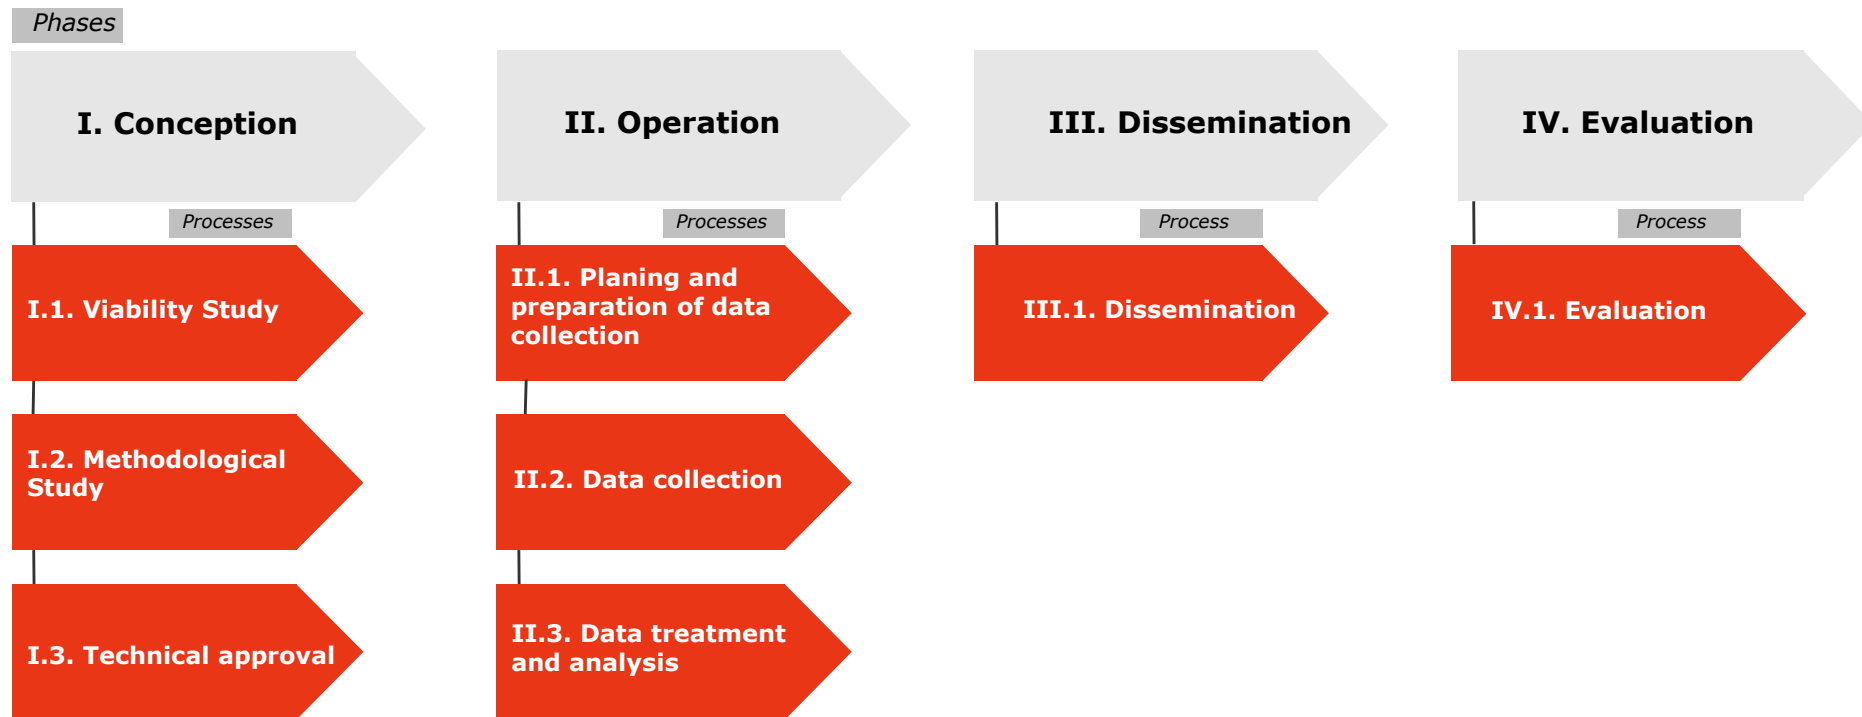 Phases
I. Conception
II. Operation
III. Dissemination
IV. Evaluation
Processes
Processes
Process
Process
I.1. Viability Study
II.1. Planing and
preparation of data
collection
III.1. Dissemination
IV.1. Evaluation
I.2. Methodological
Study
II.2. Data collection
I.3. Technical approval
II.3. Data treatment
and analysis